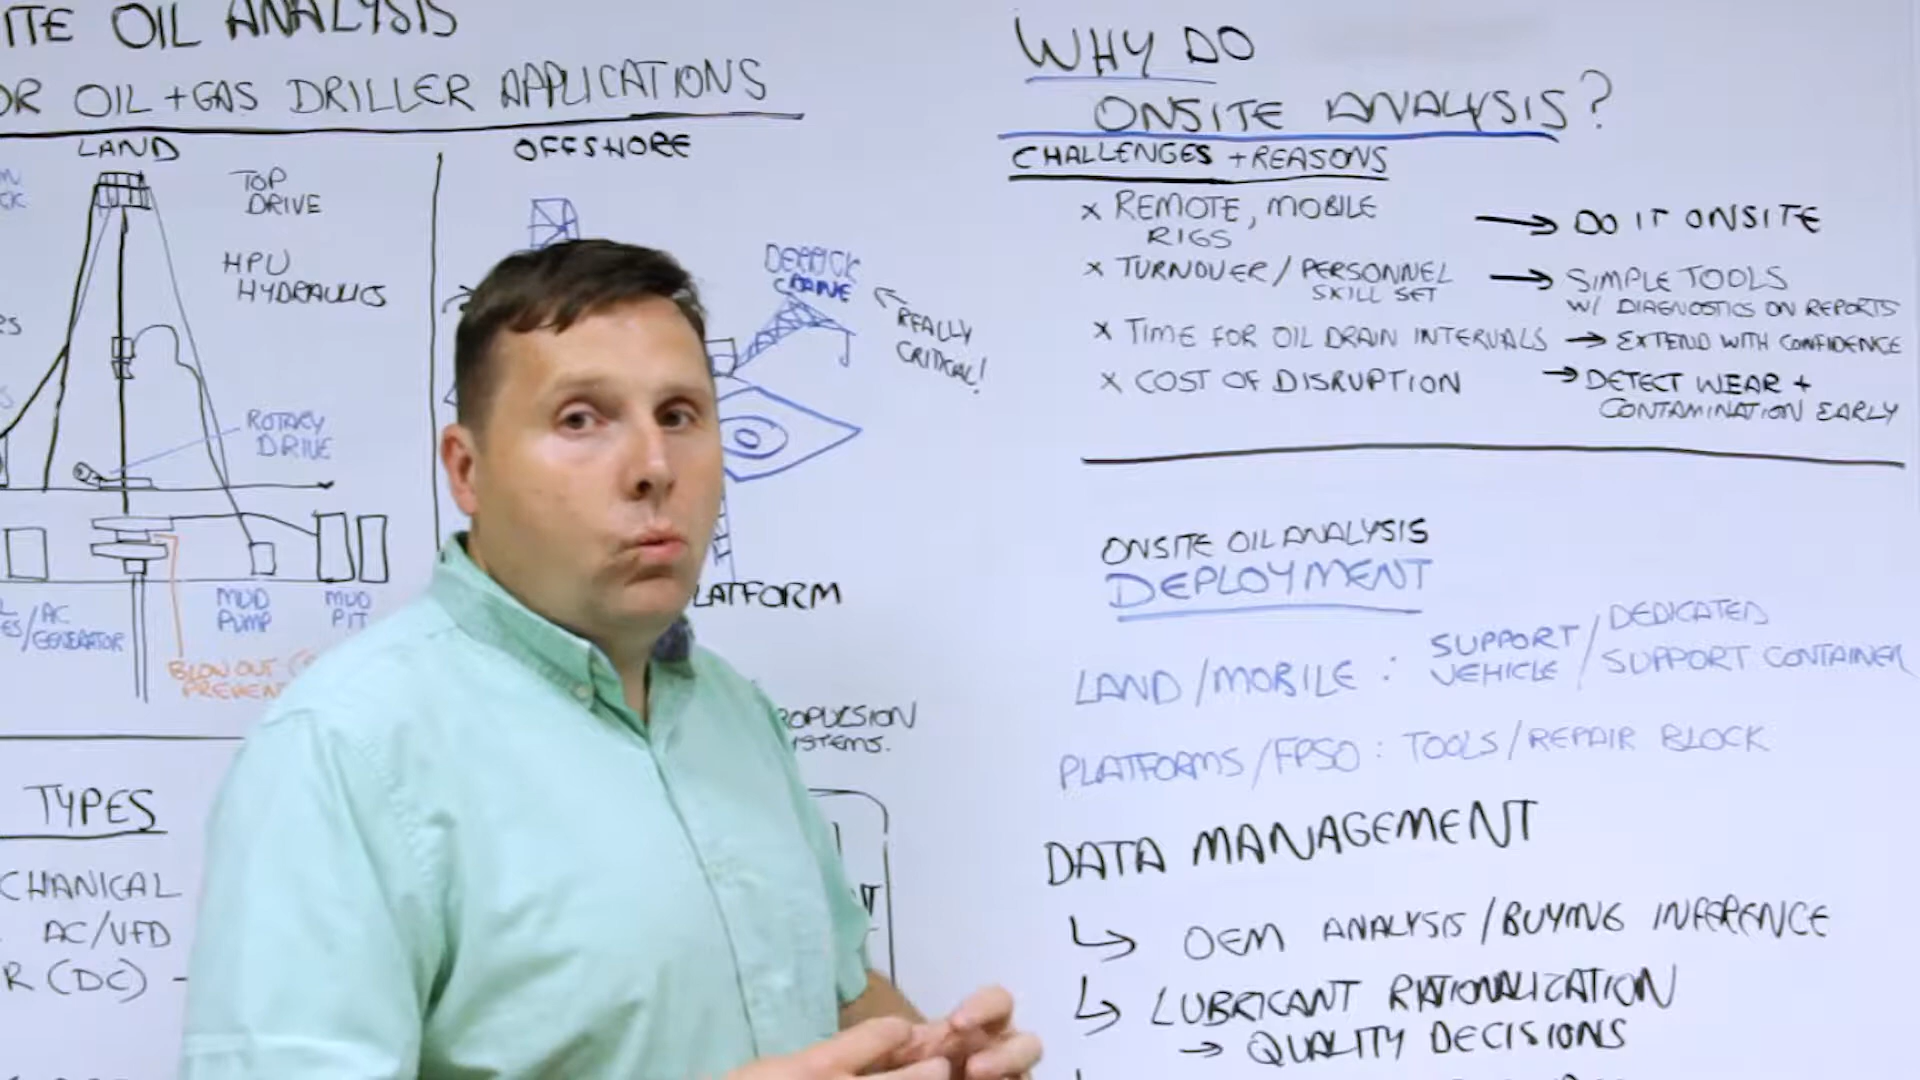 ITE OIL ANALYSIS
OR OIL + GAS DRILLER APPLICATIONS
LAND
TOP
DRIVE
HPU
HYDRAULICS
ROTARY
DRIVE
AC
GENERATOR
MUD
PUMP
MUD
PIT
BLOWOUT
PREVEN
OFFSHORE
DERRICK
CRANE
REALLY
CRITICAL!
LATFORM
ROPULSION
YSTEMS.
TYPES
CHANICAL
AC/VFD
R (DC) -
WHY DO
ONSITE ANALYSIS?
CHALLENGES + REASONS
x REMOTE, MOBILE
RIGS
→ DO IT ONSITE
x TURNOVER / PERSONNEL
SKILL SET
→ SIMPLE TOOLS
W/ DIAGNOSTICS ON REPORTS
x TIME FOR OIL DRAIN INTERVALS → EXTEND WITH CONFIDENCE
x COST OF DISRUPTION → DETECT WEAR +
CONTAMINATION EARLY
ONSITE OIL ANALYSIS
DEPLOYMENT
LAND / MOBILE : SUPPORT VEHICLE / DEDICATED SUPPORT CONTAINER
PLATFORMS / FPSO : TOOLS / REPAIR BLOCK
DATA MANAGEMENT
↳ OEM ANALYSIS / BUYING INFERENCE
↳ LUBRICANT RATIONALIZATION
→ QUALITY DECISIONS